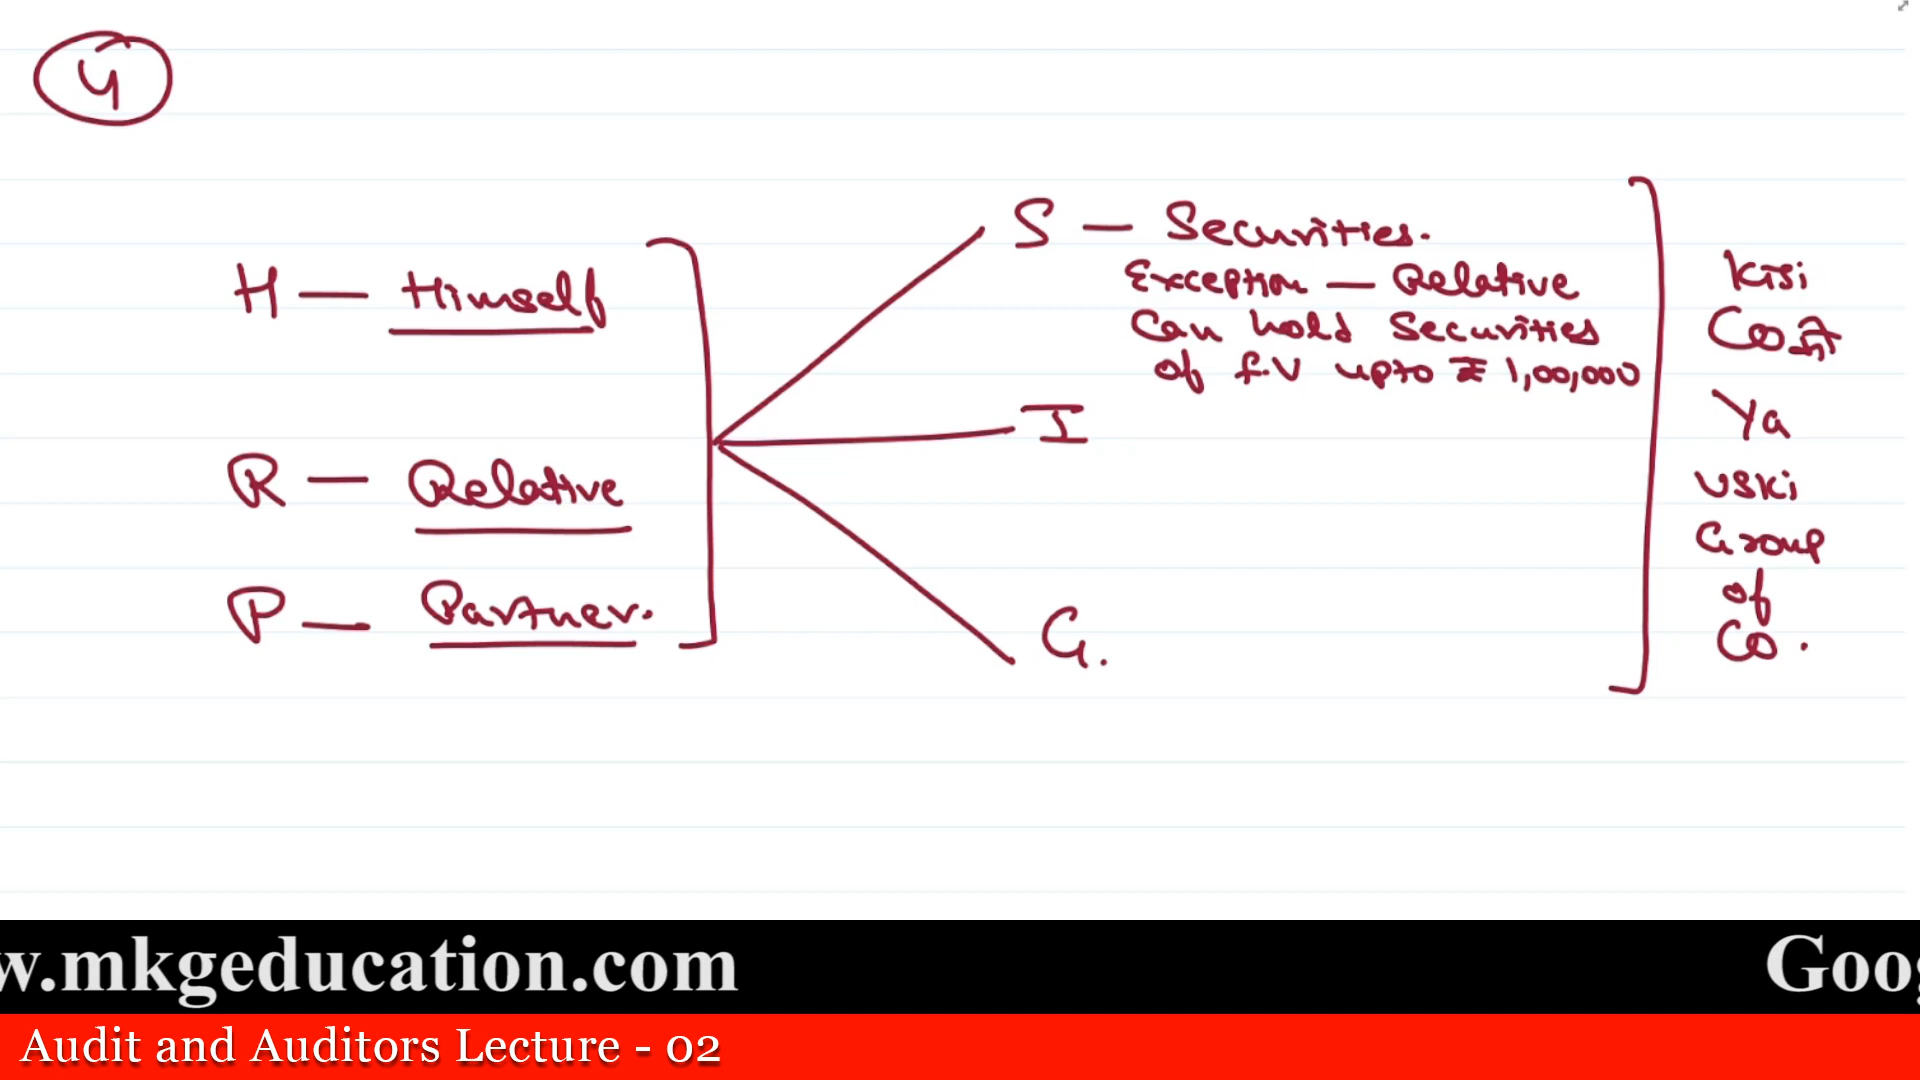 4
H — Himself
R — Relative
P — Partner.
S — Securities.
Exception — Relative
Can hold Securities
of f.V upto ₹ 1,00,000
I
G.
Kisi
Co. में
Ya
Uski
Group
of
Co.
w.mkgeducation.com
Goog
Audit and Auditors Lecture - 02